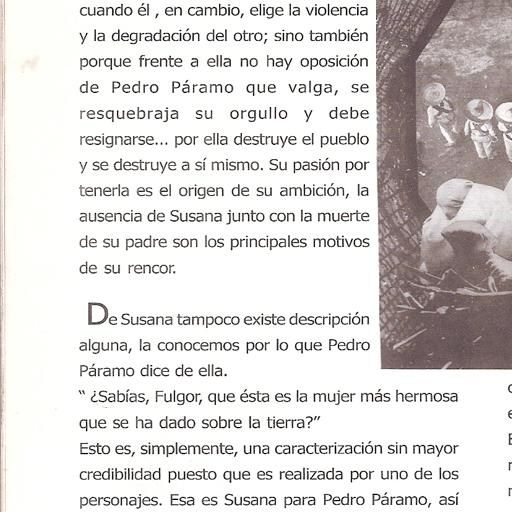 cuando él , en cambio, elige la violencia
y la degradación del otro; sino también
porque frente a ella no hay oposición
de Pedro Páramo que valga, se
resquebraja su orgullo y debe
resignarse... por ella destruye el pueblo
y se destruye a sí mismo. Su pasión por
tenerla es el origen de su ambición, la
ausencia de Susana junto con la muerte
de su padre son los principales motivos
de su rencor.
De Susana tampoco existe descripción
alguna, la conocemos por lo que Pedro
Páramo dice de ella.
“ ¿Sabías, Fulgor, que ésta es la mujer más hermosa
que se ha dado sobre la tierra?”
Esto es, simplemente, una caracterización sin mayor
credibilidad puesto que es realizada por uno de los
personajes. Esa es Susana para Pedro Páramo, así